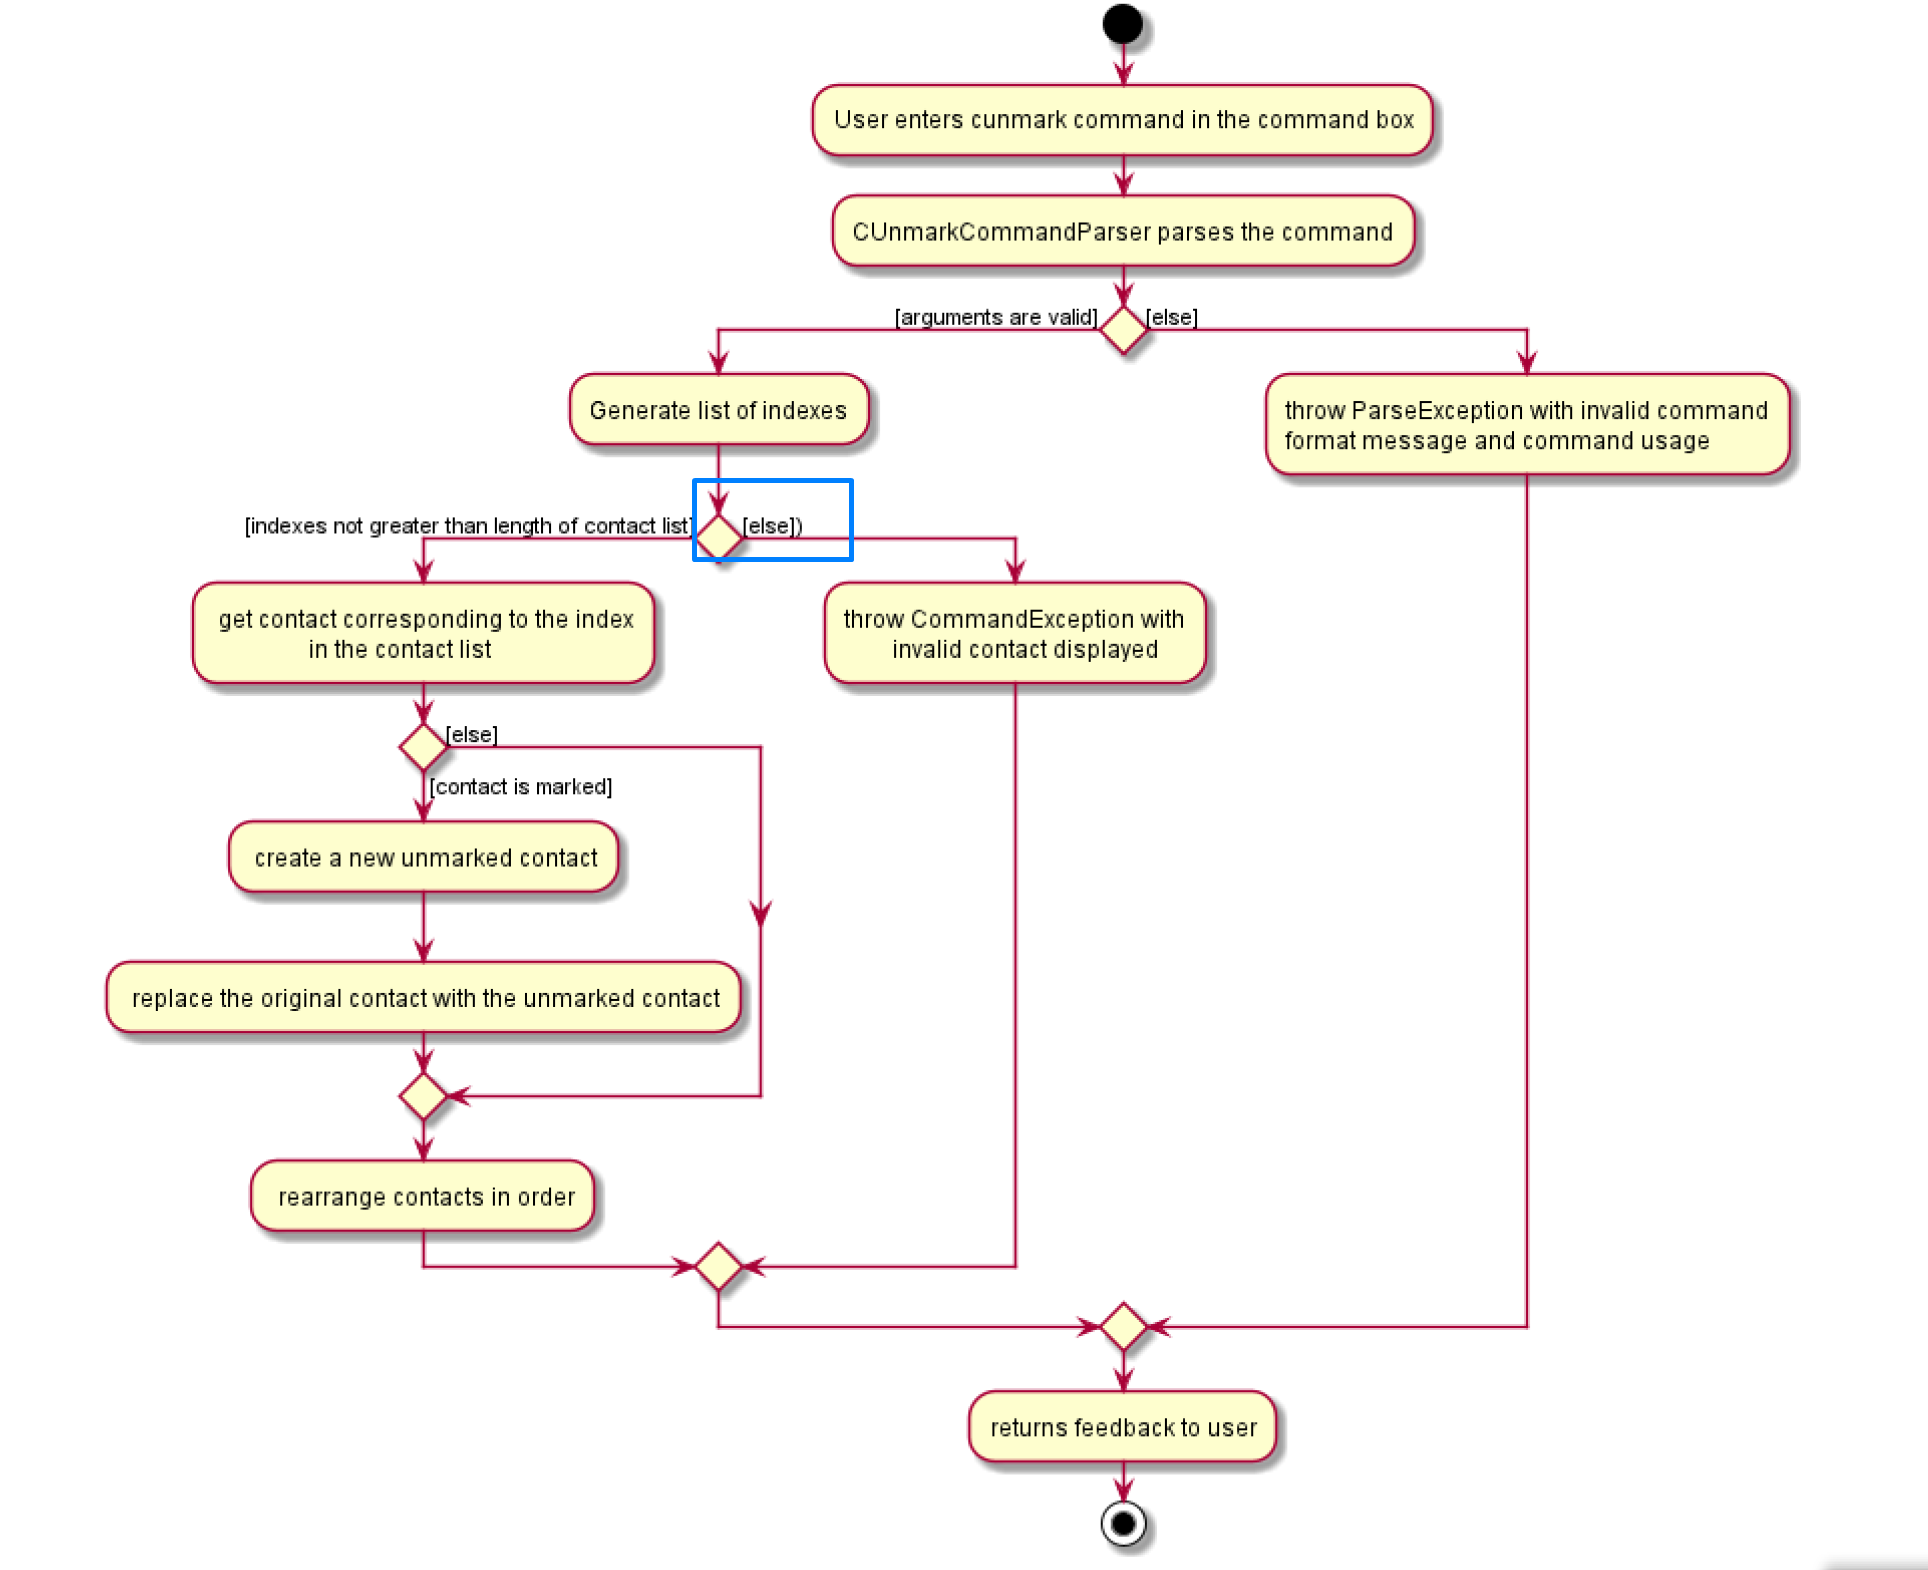 User enters cunmark command in the command box
CUnmarkCommandParser parses the command
[arguments are valid]
[else]
Generate list of indexes
throw ParseException with invalid command
format message and command usage
[indexes not greater than length of contact list]
[else])
get contact corresponding to the index
in the contact list
throw CommandException with
invalid contact displayed
[else]
[contact is marked]
create a new unmarked contact
replace the original contact with the unmarked contact
rearrange contacts in order
returns feedback to user